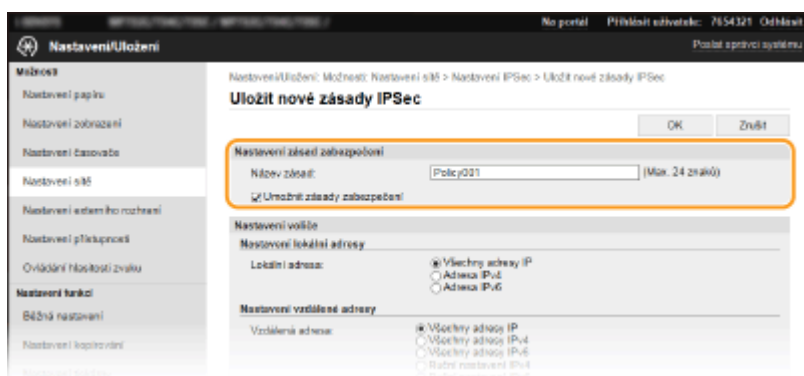 Na portál Přihlásit uživatele: 7654321 Odhlásit
Nastavení/Uložení
Poslat správci systému
Možnosti
Nastavení papíru
Nastavení zobrazení
Nastavení časovače
Nastavení sítě
Nastavení externího rozhraní
Nastavení přístupnosti
Ovládání hlasitosti zvuku
Nastavení funkcí
Běžná nastavení
Nastavení kopírování
Nastavení/Uložení: Možnosti: Nastavení sítě > Nastavení IPSec > Uložit nové zásady IPSec
Uložit nové zásady IPSec
OK Zrušit
Nastavení zásad zabezpečení
Název zásad: Policy001 (Max. 24 znaků)
Umožnit zásady zabezpečení
Nastavení voliče
Nastavení lokální adresy
Lokální adresa: Všechny adresy IP
Adresa IPv4
Adresa IPv6
Nastavení vzdálené adresy
Vzdálená adresa: Všechny adresy IP
Všechny adresy IPv4
Všechny adresy IPv6
Ruční nastavení IPv4